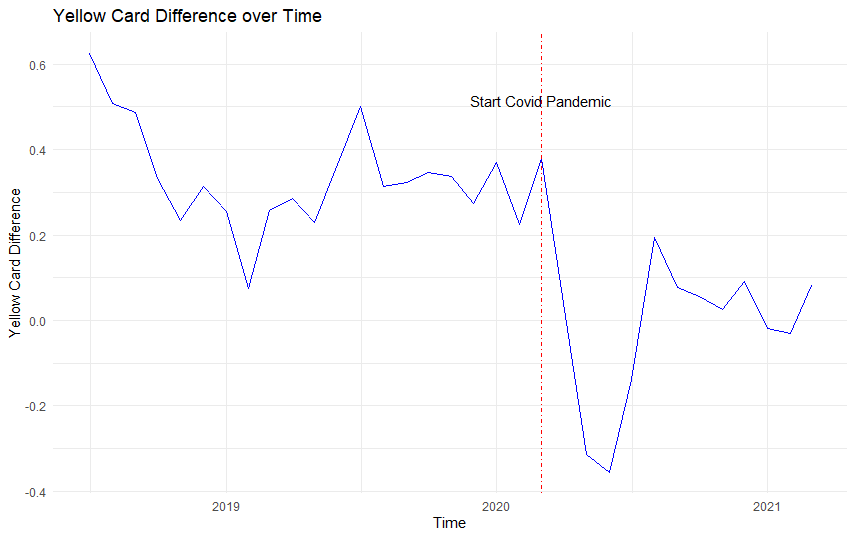 Yellow Card Difference over Time
Yellow Card Difference
0.6
0.4
0.2
0.0
-0.2
-0.4
Start Covid Pandemic
2019
2020
2021
Time